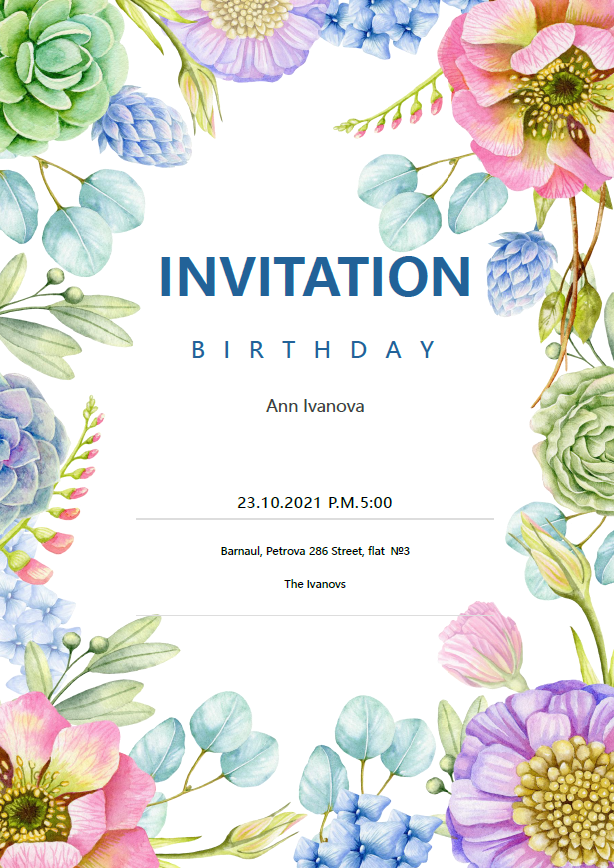 INVITATION
BIRTHDAY
Ann Ivanova
23.10.2021 P.M.5:00
Barnaul, Petrova 286 Street, flat №3
The Ivanovs